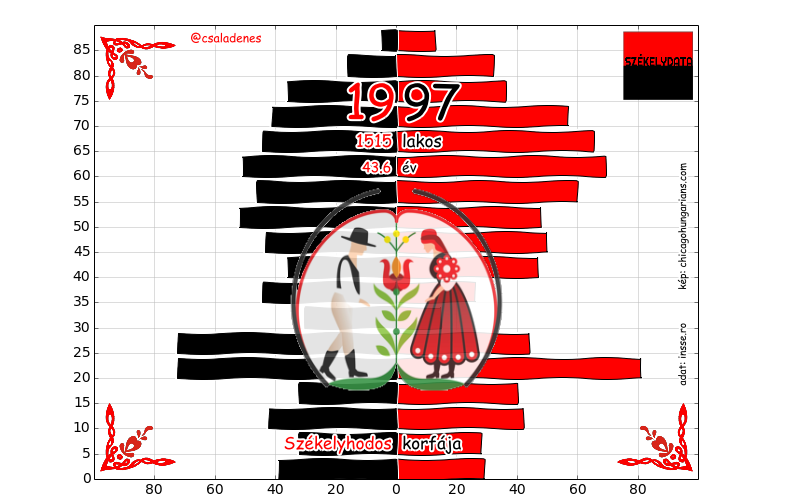 @csaladenes
SZÉKELYDATA
1997
1515 lakos
43.6 év
kép: chicagohungarians.com
adat: insse.ro
Székelyhodos korfája
85
80
75
70
65
60
55
50
45
40
35
30
25
20
15
10
5
0
80 60 40 20 0 20 40 60 80